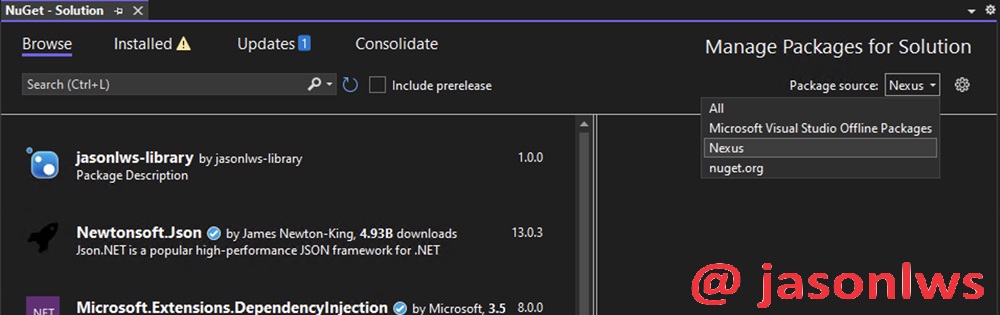 NuGet - Solution
Browse Installed Updates 1 Consolidate
Manage Packages for Solution
Search (Ctrl+L)
Include prerelease
Package source: Nexus
All
Microsoft Visual Studio Offline Packages
Nexus
nuget.org
jasonlws-library by jasonlws-library 1.0.0
Package Description
Newtonsoft.Json by James Newton-King, 4.93B downloads 13.0.3
Json.NET is a popular high-performance JSON framework for .NET
.NET
Microsoft.Extensions.DependencyInjection by Microsoft, 3.5 8.0.0
@ jasonlws